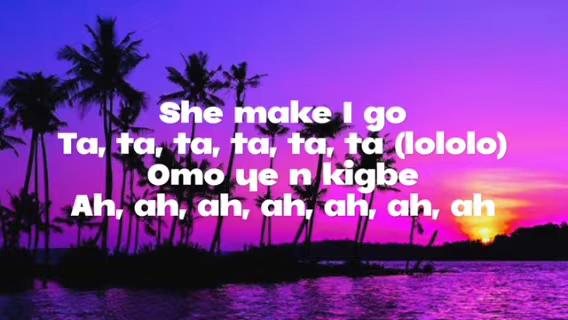 She make I go
Ta, ta, ta, ta, ta, ta (lololo)
Omo ye n kigbe
Ah, ah, ah, ah, ah, ah, ah